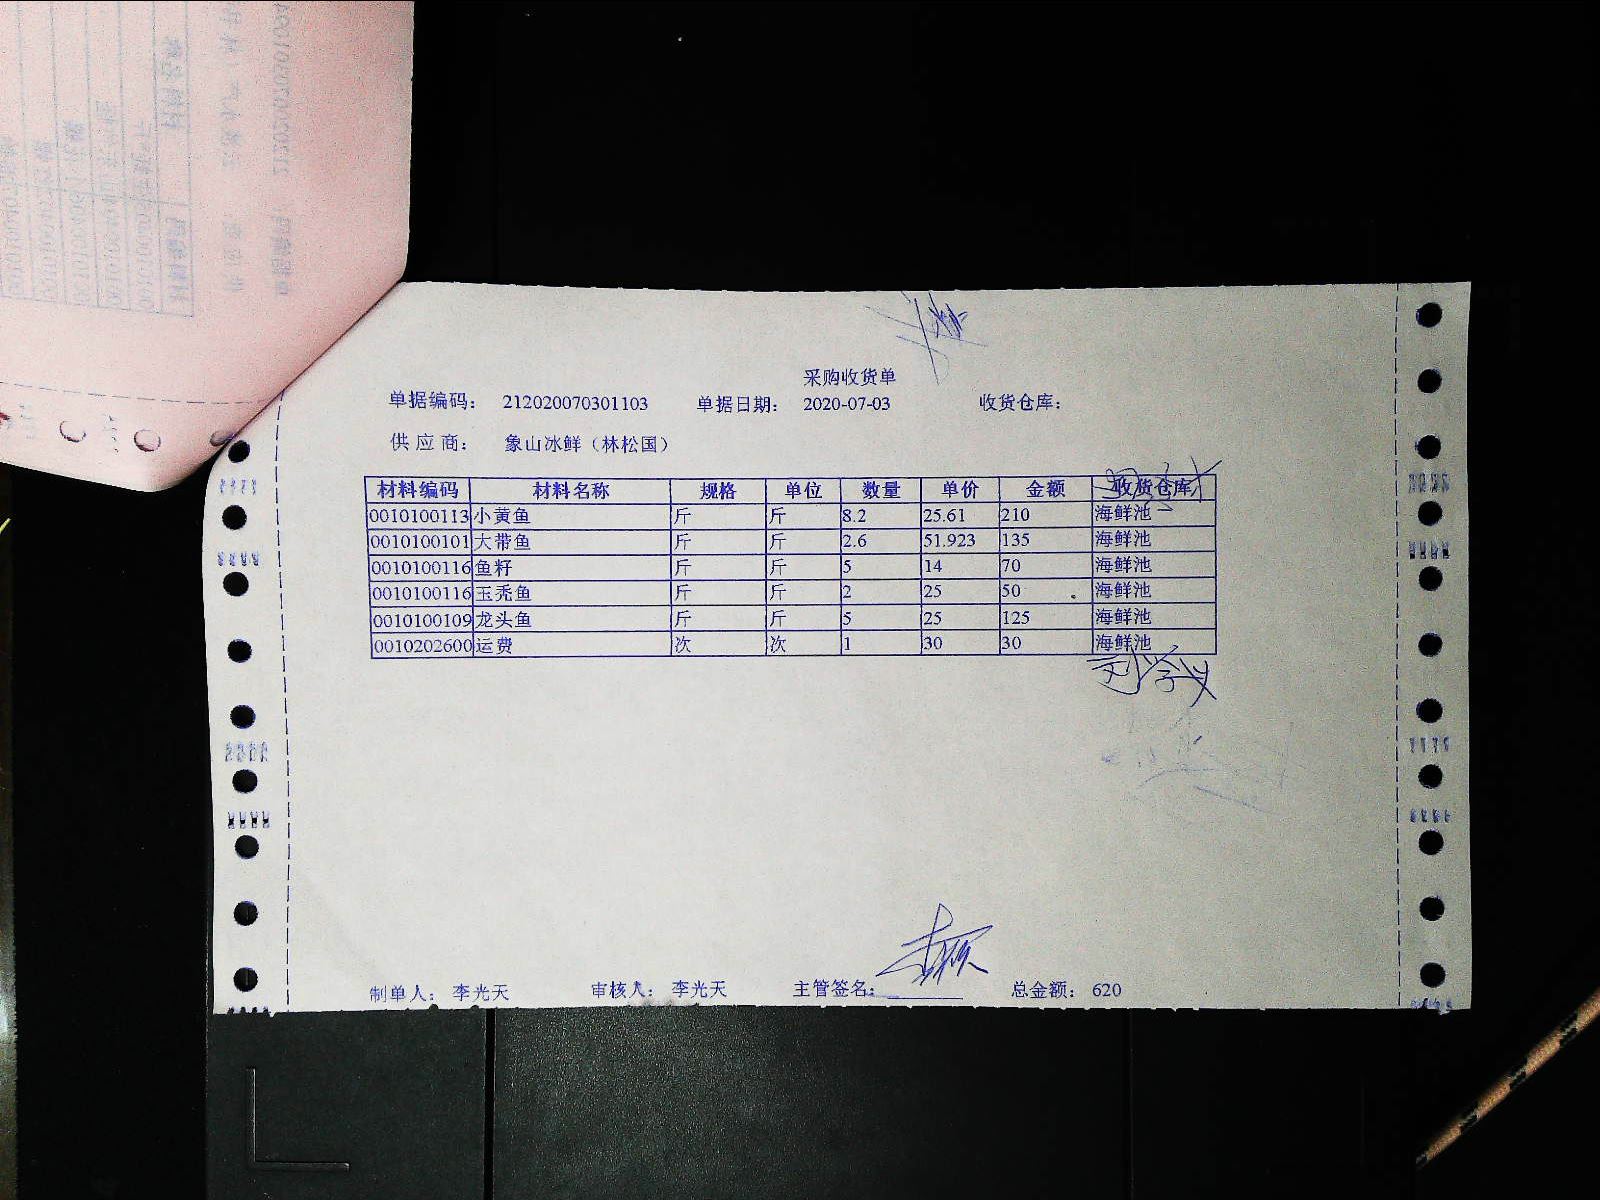 采购收货单
单据编码： 212020070301103 单据日期： 2020-07-03 收货仓库：
供应商： 象山冰鲜（林松国）
材料编码 材料名称 规格 单位 数量 单价 金额 收货仓库
0010100113 小黄鱼 斤 斤 8.2 25.61 210 海鲜池
0010100101 大带鱼 斤 斤 2.6 51.923 135 海鲜池
0010100116 鱼籽 斤 斤 5 14 70 海鲜池
0010100116 玉秃鱼 斤 斤 2 25 50 海鲜池
0010100109 龙头鱼 斤 斤 5 25 125 海鲜池
0010202600 运费 次 次 1 30 30 海鲜池
制单人： 李光天 审核人： 李光天 主管签名： 总金额： 620